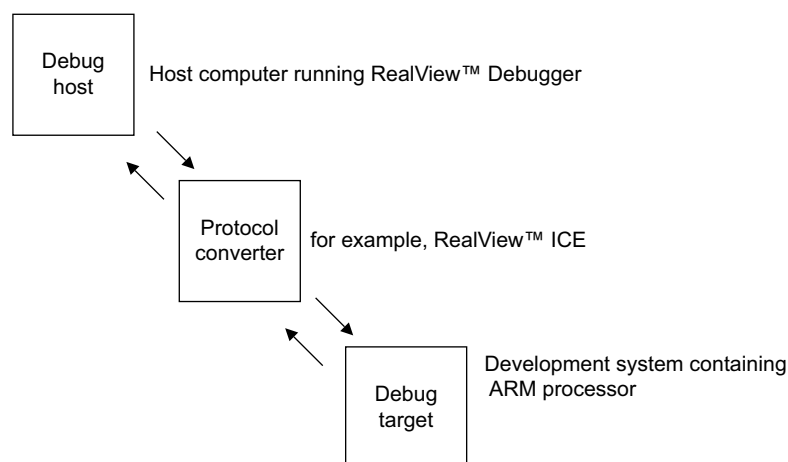 Debug
host
Host computer running RealView™ Debugger
Protocol
converter
for example, RealView™ ICE
Debug
target
Development system containing
ARM processor